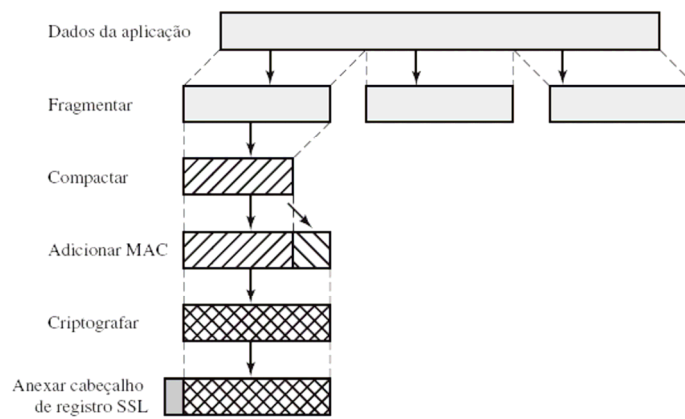 Dados da aplicação
Fragmentar
Compactar
Adicionar MAC
Criptografar
Anexar cabeçalho
de registro SSL